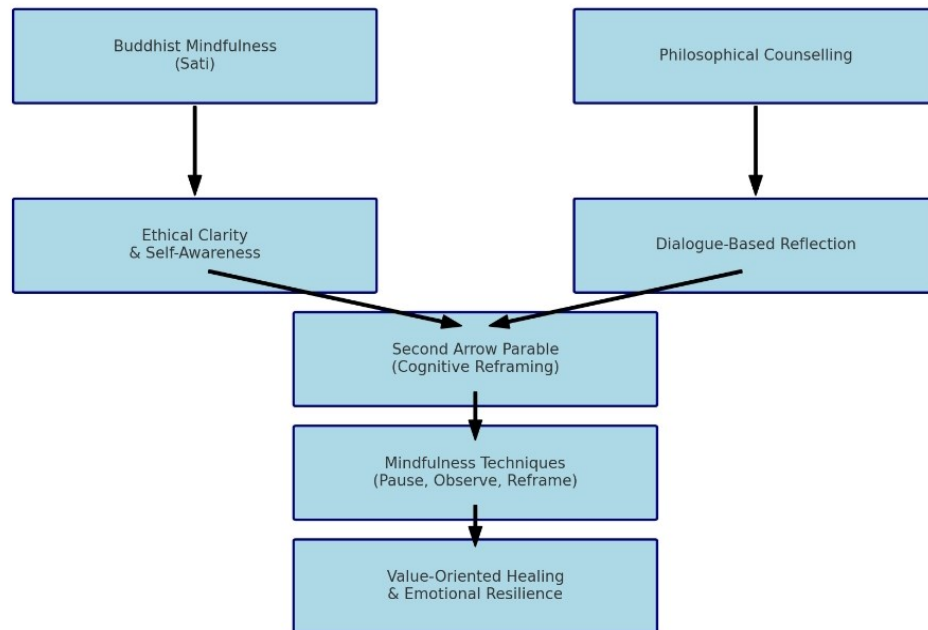 Buddhist Mindfulness
(Sati)
Philosophical Counselling
Ethical Clarity
& Self-Awareness
Dialogue-Based Reflection
Second Arrow Parable
(Cognitive Reframing)
Mindfulness Techniques
(Pause, Observe, Reframe)
Value-Oriented Healing
& Emotional Resilience